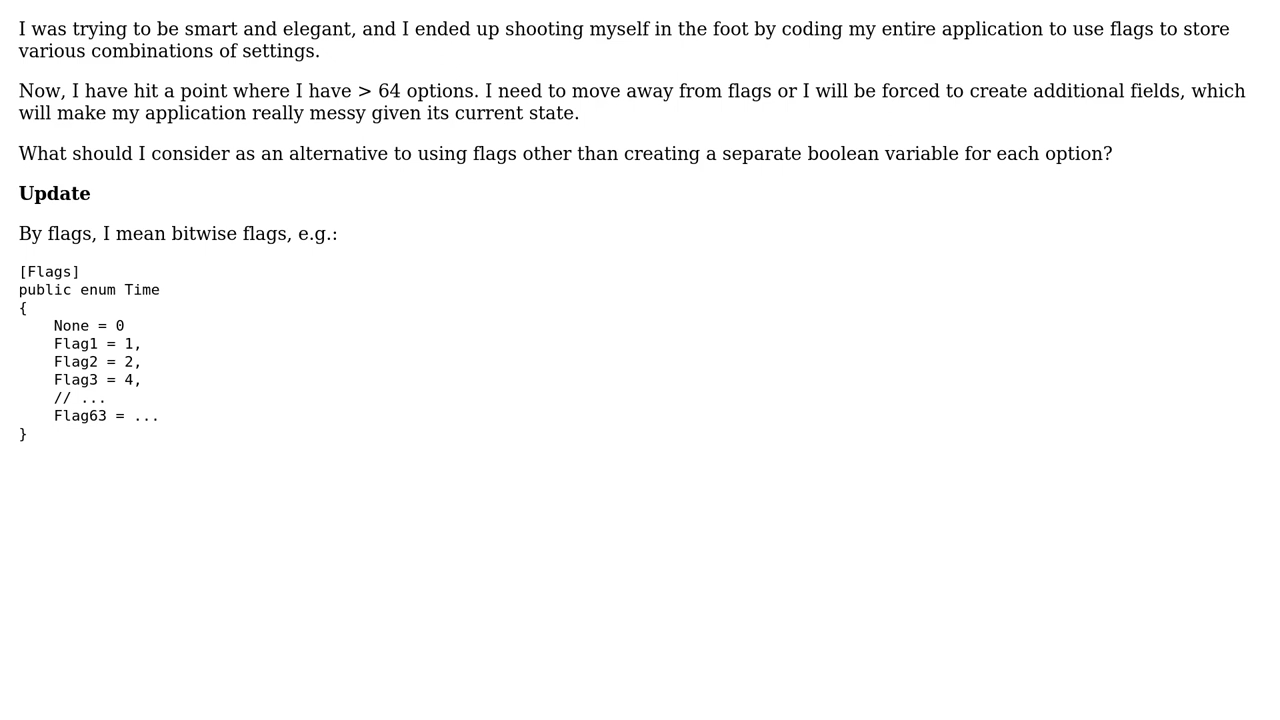 I was trying to be smart and elegant, and I ended up shooting myself in the foot by coding my entire application to use flags to store
various combinations of settings.
Now, I have hit a point where I have > 64 options. I need to move away from flags or I will be forced to create additional fields, which
will make my application really messy given its current state.
What should I consider as an alternative to using flags other than creating a separate boolean variable for each option?
Update
By flags, I mean bitwise flags, e.g.:
[Flags]
public enum Time
{
    None = 0
    Flag1 = 1,
    Flag2 = 2,
    Flag3 = 4,
    // ...
    Flag63 = ...
}